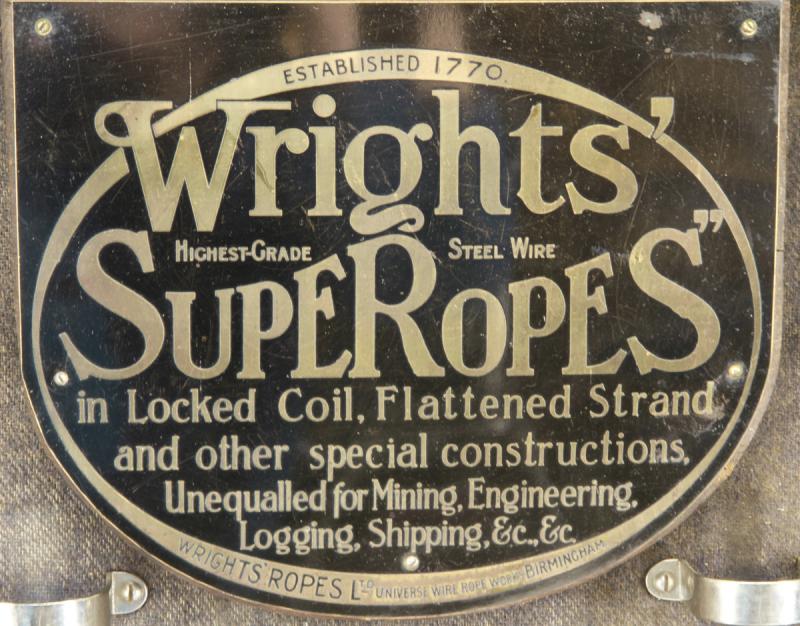 ESTABLISHED 1770.
Wrights'
HIGHEST-GRADE STEEL WIRE
SUPEROPES"
in Locked Coil, Flattened Strand
and other special constructions.
Unequalled for Mining, Engineering,
Logging, Shipping, &c., &c.
WRIGHTS' ROPES LTD UNIVERSE WIRE ROPE WORKS BIRMINGHAM